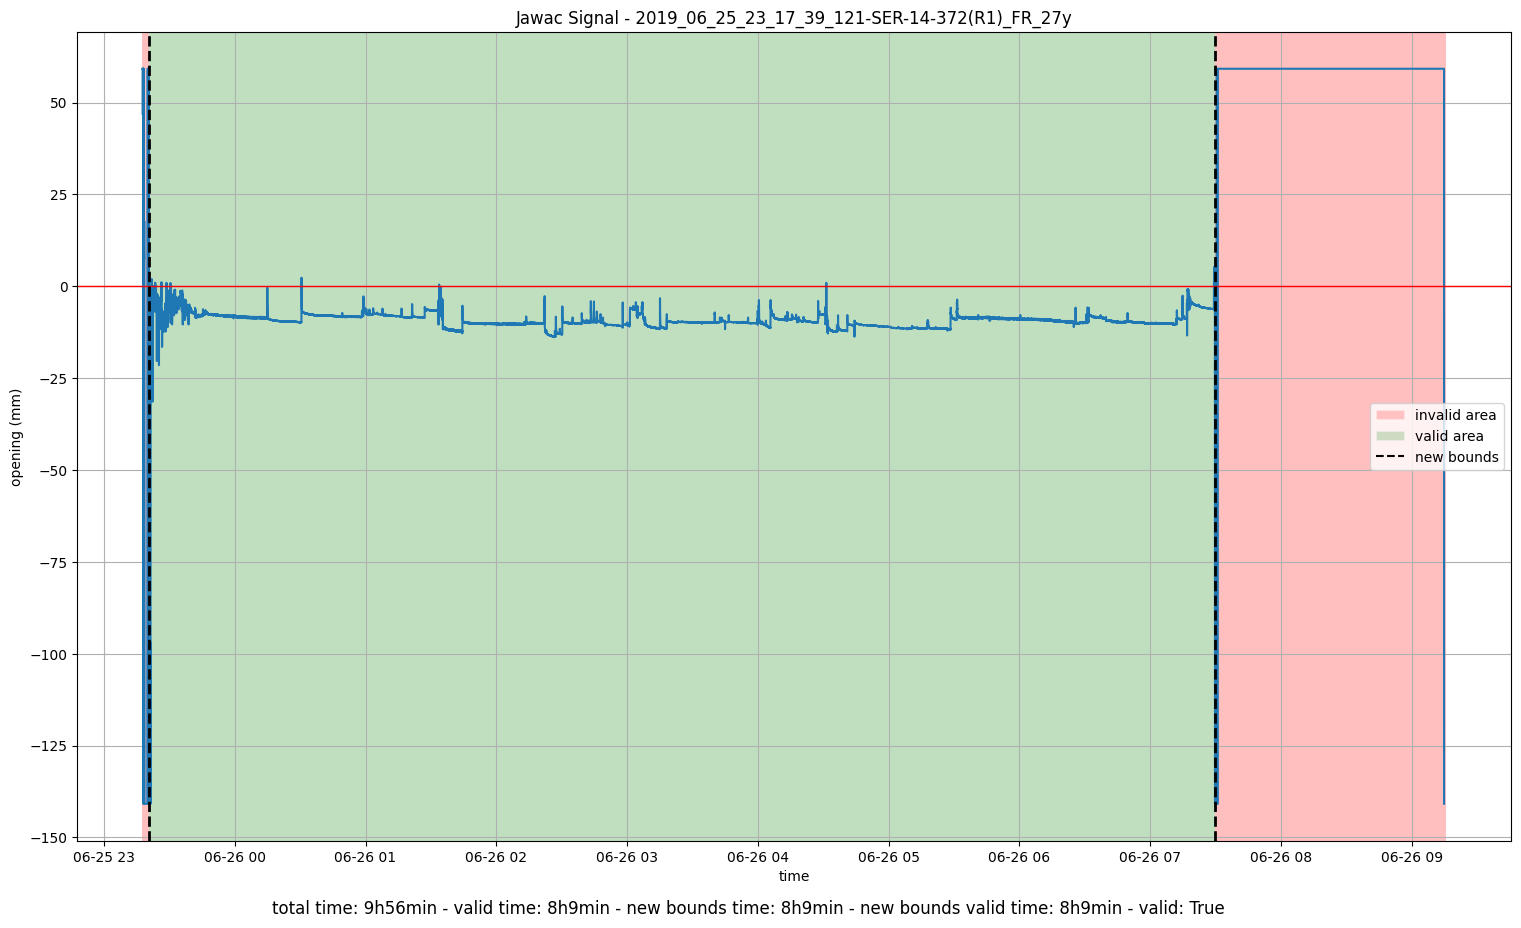 Jawac Signal - 2019_06_25_23_17_39_121-SER-14-372(R1)_FR_27y
opening (mm)
50
25
0
−25
−50
−75
−100
−125
−150
invalid area
valid area
new bounds
06-25 23 06-26 00 06-26 01 06-26 02 06-26 03 06-26 04 06-26 05 06-26 06 06-26 07 06-26 08 06-26 09
time
total time: 9h56min - valid time: 8h9min - new bounds time: 8h9min - new bounds valid time: 8h9min - valid: True